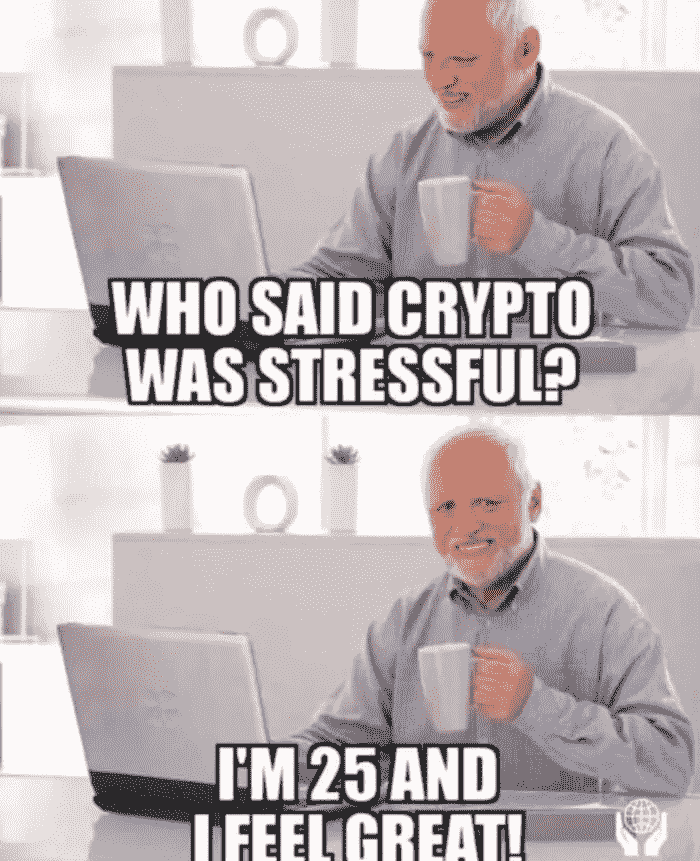 WHO SAID CRYPTO
WAS STRESSFUL?
I'M 25 AND
I FEEL GREAT!